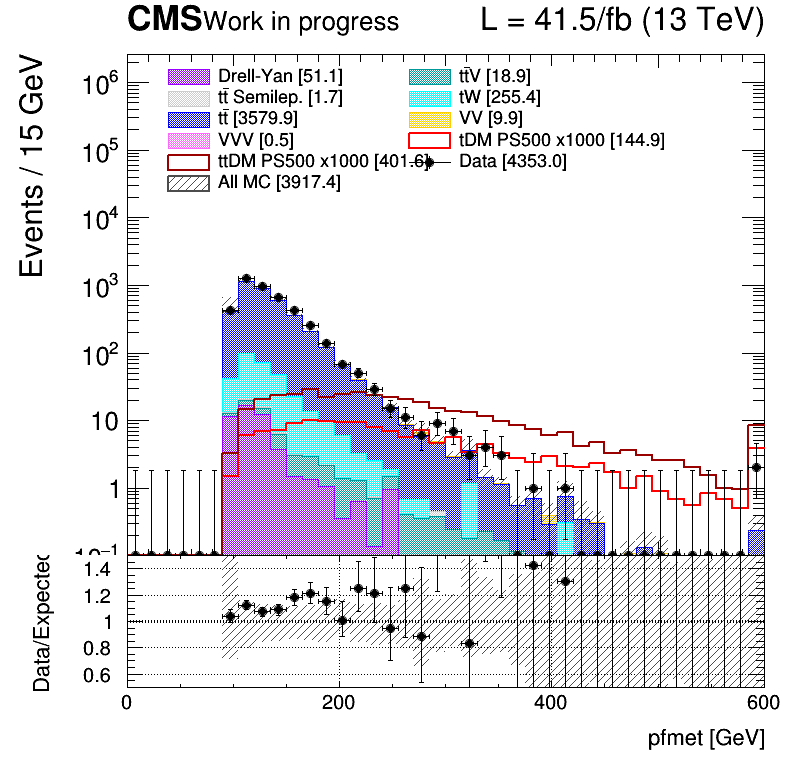 CMS Work in progress L = 41.5/fb (13 TeV)
Events / 15 GeV
Drell-Yan [51.1] tt̄V [18.9]
tt̄ Semilep. [1.7] tW [255.4]
tt̄ [3579.9] VV [9.9]
VVV [0.5] tDM PS500 x1000 [144.9]
ttDM PS500 x1000 [401.6] Data [4353.0]
All MC [3917.4]
10⁶
10⁵
10⁴
10³
10²
10
1
10⁻¹
Data/Expected
1.4
1.2
1
0.8
0.6
0 200 400 600
pfmet [GeV]